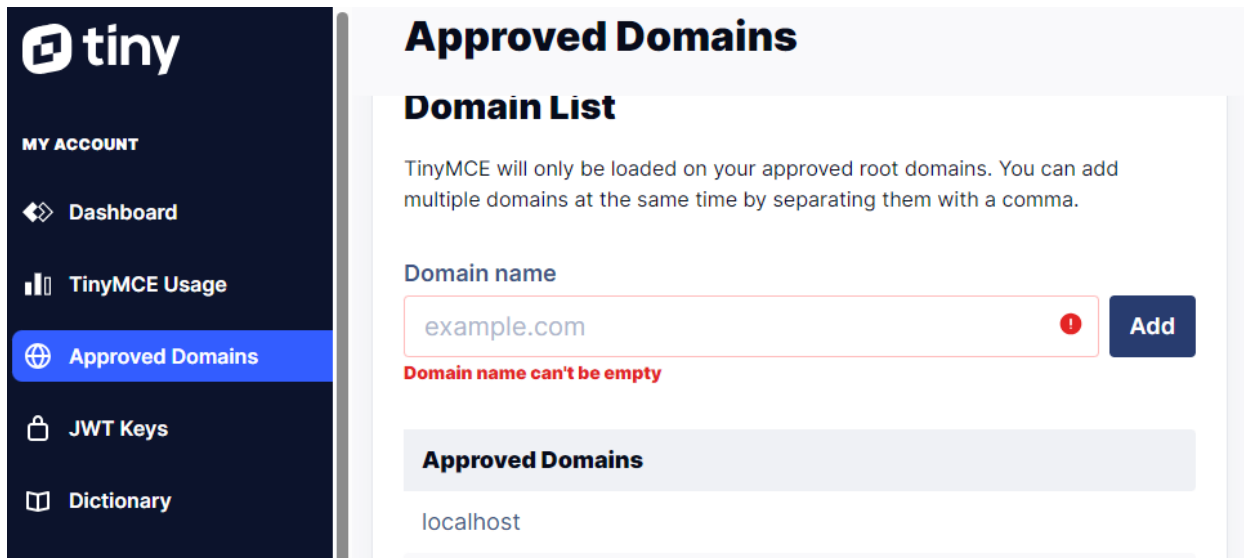 tiny
MY ACCOUNT
Dashboard
TinyMCE Usage
Approved Domains
JWT Keys
Dictionary
Approved Domains
Domain List
TinyMCE will only be loaded on your approved root domains. You can add
multiple domains at the same time by separating them with a comma.
Domain name
example.com
Add
Domain name can't be empty
Approved Domains
localhost